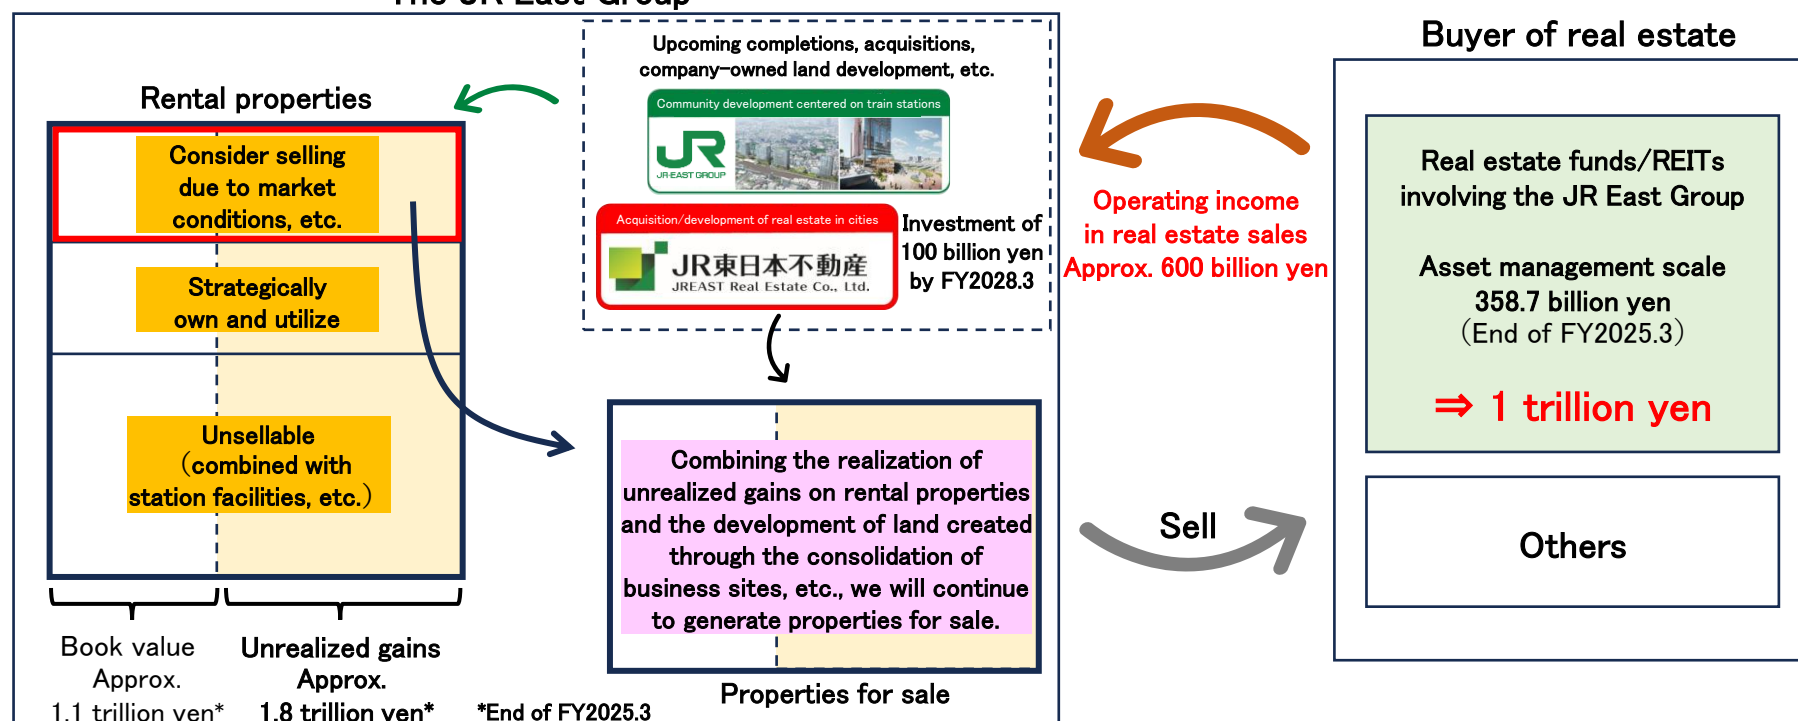 The JR East Group
Buyer of real estate
Upcoming completions, acquisitions,
company-owned land development, etc.
Community development centered on train stations
JR
JR-EAST GROUP
Acquisition/development of real estate in cities
JR東日本不動産
JREAST Real Estate Co., Ltd.
Investment of
100 billion yen
by FY2028.3
Rental properties
Consider selling
due to market
conditions, etc.
Strategically
own and utilize
Unsellable
(combined with
station facilities, etc.)
Book value
Approx.
1.1 trillion yen*
Unrealized gains
Approx.
1.8 trillion yen*
*End of FY2025.3
Combining the realization of
unrealized gains on rental properties
and the development of land created
through the consolidation of
business sites, etc., we will continue
to generate properties for sale.
Properties for sale
Operating income
in real estate sales
Approx. 600 billion yen
Sell
Real estate funds/REITs
involving the JR East Group
Asset management scale
358.7 billion yen
(End of FY2025.3)
⇒ 1 trillion yen
Others